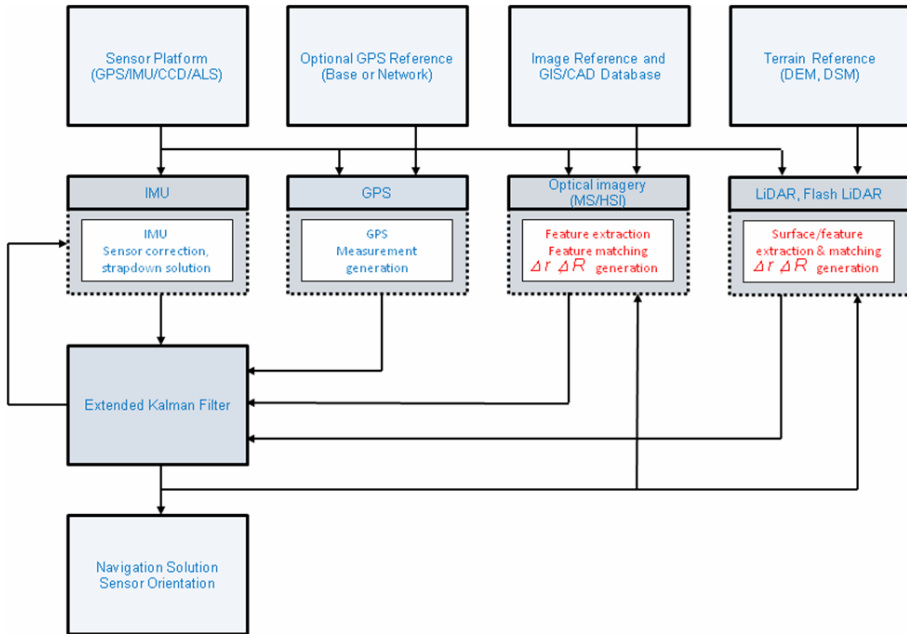 Sensor Platform
(GPS/IMU/CCD/ALS)
Optional GPS Reference
(Base or Network)
Image Reference and
GIS/CAD Database
Terrain Reference
(DEM, DSM)
IMU
IMU
Sensor correction,
strapdown solution
GPS
GPS
Measurement
generation
Optical imagery
(MS/HSI)
Feature extraction
Feature matching
Δr ΔR generation
LiDAR, Flash LiDAR
Surface/feature
extraction & matching
Δr ΔR generation
Extended Kalman Filter
Navigation Solution
Sensor Orientation